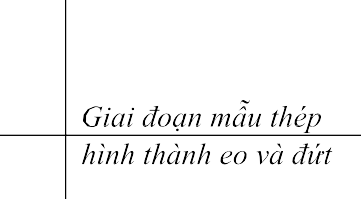 Giai đoạn mẫu thép
hình thành eo và đứt